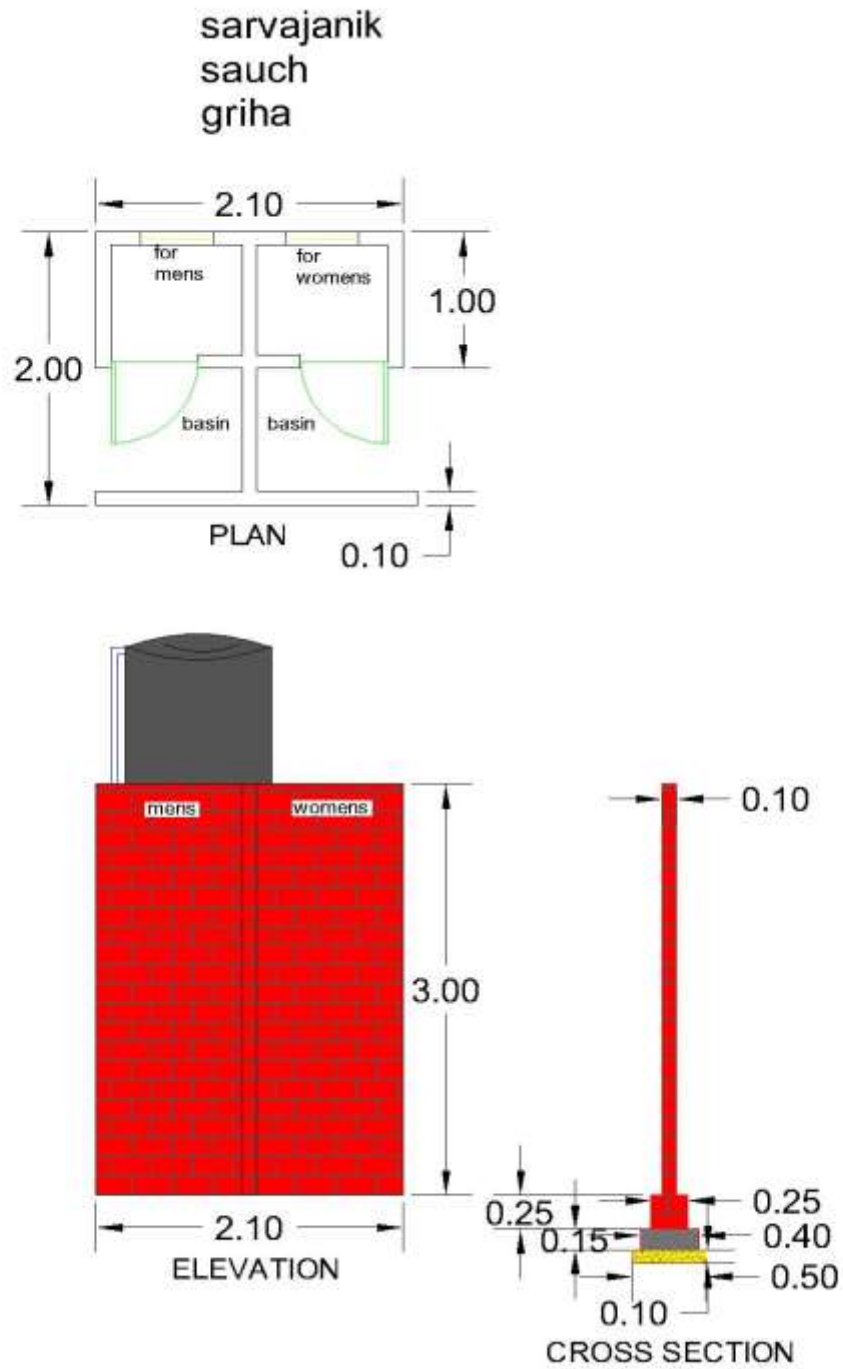 sarvajanik
sauch
griha
2.10
for
mens
for
womens
1.00
2.00
basin
basin
PLAN
0.10
mens
womens
0.10
3.00
0.25
0.25
0.15
0.40
2.10
0.50
ELEVATION
0.10
CROSS SECTION